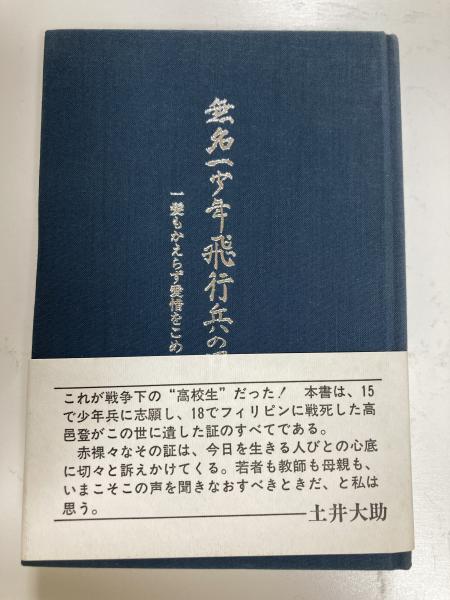 無名一少年飛行兵の
一髪もかえらず愛惜をこめ
これが戦争下の“高校生”だった！　本書は、15
で少年兵に志願し、18でフィリピンに戦死した高
邑登がこの世に遺した証のすべてである。
赤裸々なその証は、今日を生きる人びとの心底
に切々と訴えかけてくる。若者も教師も母親も、
いまこそこの声を聞きなおすべきときだ、と私は
思う。
土井大助